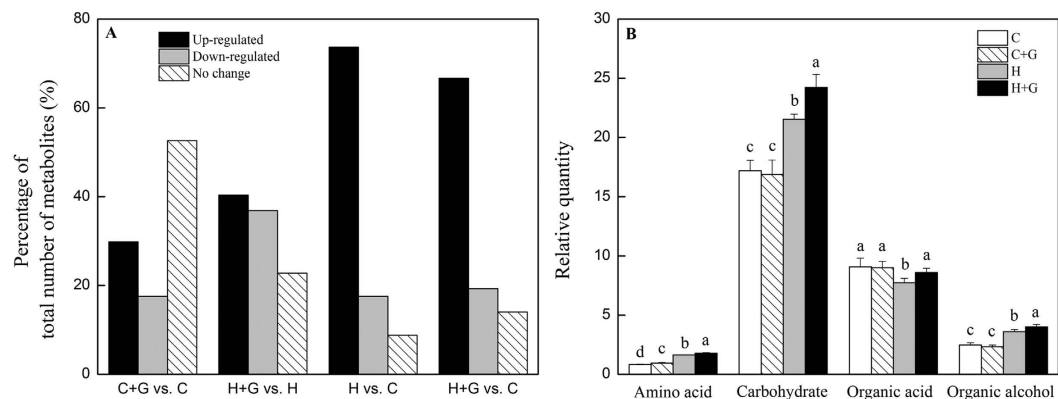 A
Up-regulated
Down-regulated
No change
Percentage of
total number of metabolites (%)
80
60
40
20
0
C+G vs. C
H+G vs. H
H vs. C
H+G vs. C
B
C
C+G
H
H+G
Relative quantity
30
25
20
15
10
5
0
d c b a
c c b a
a a b a
c c b a
Amino acid
Carbohydrate
Organic acid
Organic alcohol